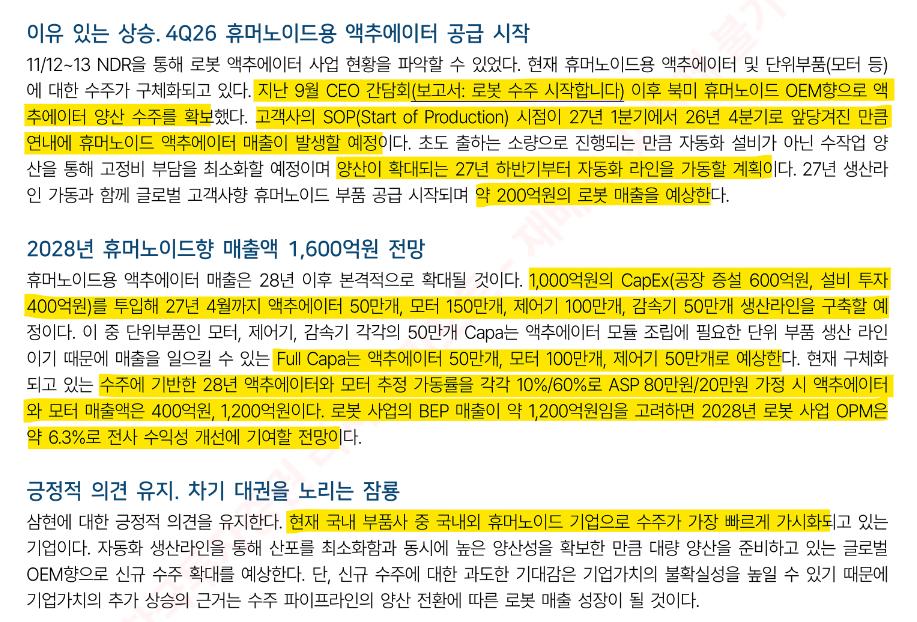 이유 있는 상승. 4Q26 휴머노이드용 액추에이터 공급 시작
11/12~13 NDR을 통해 로봇 액추에이터 사업 현황을 파악할 수 있었다. 현재 휴머노이드용 액추에이터 및 단위부품(모터 등)
에 대한 수주가 구체화되고 있다. 지난 9월 CEO 간담회(보고서: 로봇 수주 시작합니다) 이후 북미 휴머노이드 OEM향으로 액
추에이터 양산 수주를 확보했다. 고객사의 SOP(Start of Production) 시점이 27년 1분기에서 26년 4분기로 앞당겨진 만큼
연내에 휴머노이드 액추에이터 매출이 발생할 예정이다. 초도 출하는 소량으로 진행되는 만큼 자동화 설비가 아닌 수작업 양
산을 통해 고정비 부담을 최소화할 예정이며 양산이 확대되는 27년 하반기부터 자동화 라인을 가동할 계획이다. 27년 생산라
인 가동과 함께 글로벌 고객사향 휴머노이드 부품 공급 시작되며 약 200억원의 로봇 매출을 예상한다.
2028년 휴머노이드향 매출액 1,600억원 전망
휴머노이드용 액추에이터 매출은 28년 이후 본격적으로 확대될 것이다. 1,000억원의 CapEx(공장 증설 600억원, 설비 투자
400억원)를 투입해 27년 4월까지 액추에이터 50만개, 모터 150만개, 제어기 100만개, 감속기 50만개 생산라인을 구축할 예
정이다. 이 중 단위부품인 모터, 제어기, 감속기 각각의 50만개 Capa는 액추에이터 모듈 조립에 필요한 단위 부품 생산 라인
이기 때문에 매출을 일으킬 수 있는 Full Capa는 액추에이터 50만개, 모터 100만개, 제어기 50만개로 예상한다. 현재 구체화
되고 있는 수주에 기반한 28년 액추에이터와 모터 추정 가동률을 각각 10%/60%로 ASP 80만원/20만원 가정 시 액추에이터
와 모터 매출액은 400억원, 1,200억원이다. 로봇 사업의 BEP 매출이 약 1,200억원임을 고려하면 2028년 로봇 사업 OPM은
약 6.3%로 전사 수익성 개선에 기여할 전망이다.
긍정적 의견 유지. 차기 대권을 노리는 잠룡
삼현에 대한 긍정적 의견을 유지한다. 현재 국내 부품사 중 국내외 휴머노이드 기업으로 수주가 가장 빠르게 가시화되고 있는
기업이다. 자동화 생산라인을 통해 산포를 최소화함과 동시에 높은 양산성을 확보한 만큼 대량 양산을 준비하고 있는 글로벌
OEM향으로 신규 수주 확대를 예상한다. 단, 신규 수주에 대한 과도한 기대감은 기업가치의 불확실성을 높일 수 있기 때문에
기업가치의 추가 상승의 근거는 수주 파이프라인의 양산 전환에 따른 로봇 매출 성장이 될 것이다.